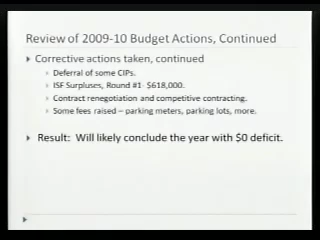 Review of 2009-10 Budget Actions, Continued
Corrective actions taken, continued
Deferral of some CIPs.
ISF Surpluses, Round #1- $618,000.
Contract renegotiation and competitive contracting.
Some fees raised – parking meters, parking lots, more.
Result: Will likely conclude the year with $0 deficit.